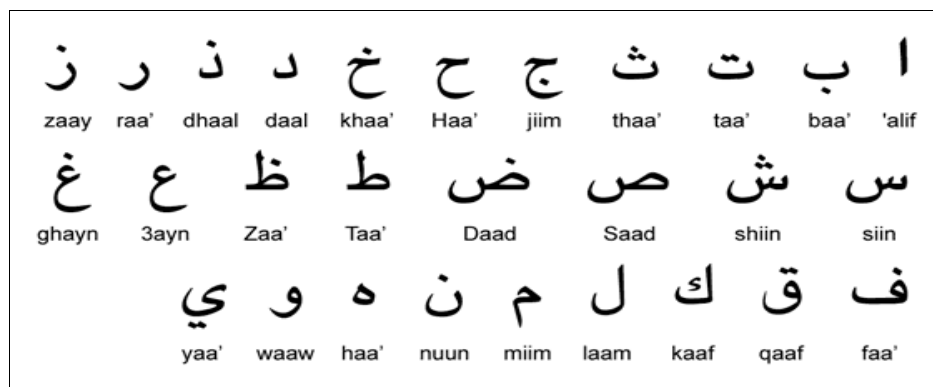 ا ب ت ث ج ح خ د ذ ر ز
'alif baa' taa' thaa' jiim Haa' khaa' daal dhaal raa' zaay
س ش ص ض ط ظ ع غ
siin shiin Saad Daad Taa' Zaa' 3ayn ghayn
ف ق ك ل م ن ه و ي
faa' qaaf kaaf laam miim nuun haa' waaw yaa'